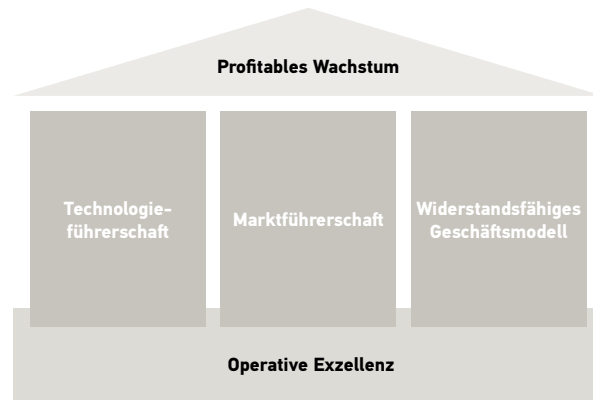 Profitables Wachstum
Technologie-
führerschaft
Marktführerschaft
Widerstandsfähiges
Geschäftsmodell
Operative Exzellenz